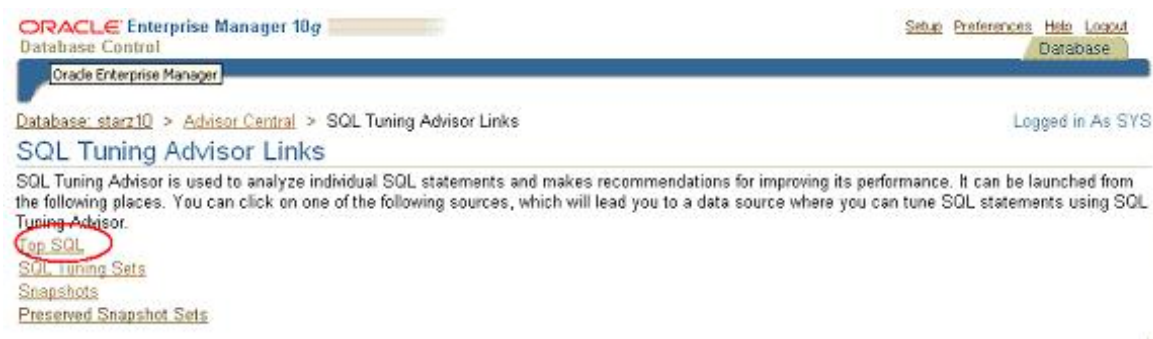 ORACLE Enterprise Manager 10g
Database Control
Setup Preferences Help Logout
Database
Oracle Enterprise Manager
Database: starz10 > Advisor Central > SQL Tuning Advisor Links
Logged in As SYS
SQL Tuning Advisor Links
SQL Tuning Advisor is used to analyze individual SQL statements and makes recommendations for improving its performance. It can be launched from
the following places. You can click on one of the following sources, which will lead you to a data source where you can tune SQL statements using SQL
Tuning Advisor.
Top SQL
SQL Tuning Sets
Snapshots
Preserved Snapshot Sets